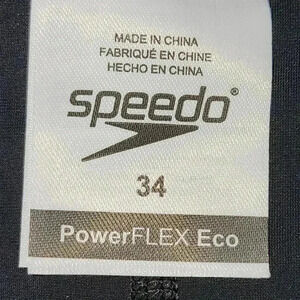 MADE IN CHINA
FABRIQUÉ EN CHINE
HECHO EN CHINA
speedo
34
PowerFLEX Eco